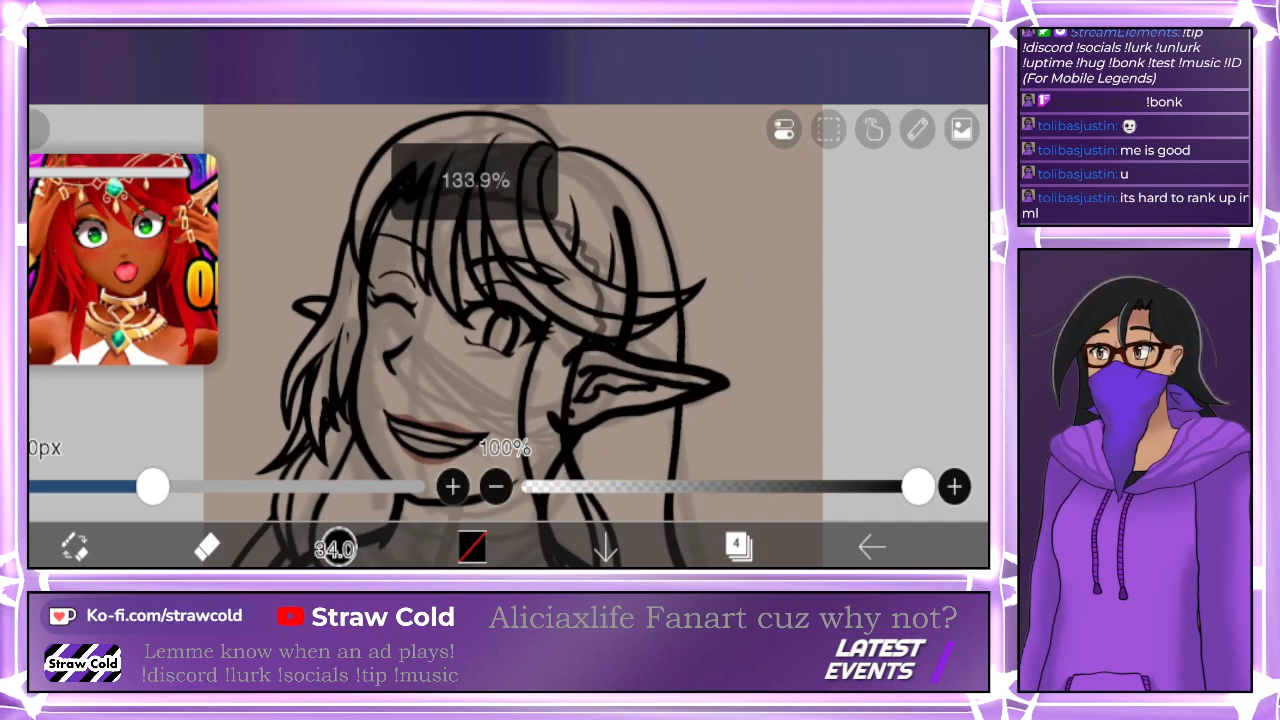 133.9%
0px
100%
34.0
4
StreamElements: !tip
!discord !socials !lurk !unlurk
!uptime !hug !bonk !test !music !ID
(For Mobile Legends)
!bonk
tolibasjustin:
tolibasjustin: me is good
tolibasjustin: u
tolibasjustin: its hard to rank up in
ml
Ko-fi.com/strawcold
Straw Cold
Aliciaxlife Fanart cuz why not?
Straw Cold
Lemme know when an ad plays!
!discord !lurk !socials !tip !music
LATEST
EVENTS